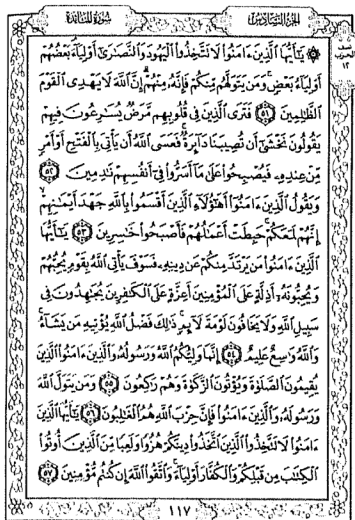 سورة المائدة
الجزء السادس
نصف الحزب ١٢
۞ يَٰٓأَيُّهَا ٱلَّذِينَ ءَامَنُوا۟ لَا تَتَّخِذُوا۟ ٱلْيَهُودَ وَٱلنَّصَٰرَىٰٓ أَوْلِيَآءَۘ بَعْضُهُمْ
أَوْلِيَآءُ بَعْضٍۚ وَمَن يَتَوَلَّهُم مِّنكُمْ فَإِنَّهُۥ مِنْهُمْۗ إِنَّ ٱللَّهَ لَا يَهْدِى ٱلْقَوْمَ
ٱلظَّٰلِمِينَ ٥١ فَتَرَى ٱلَّذِينَ فِى قُلُوبِهِم مَّرَضٌ يُسَٰرِعُونَ فِيهِمْ
يَقُولُونَ نَخْشَىٰٓ أَن تُصِيبَنَا دَآئِرَةٌۚ فَعَسَى ٱللَّهُ أَن يَأْتِىَ بِٱلْفَتْحِ أَوْ أَمْرٍ
مِّنْ عِندِهِۦ فَيُصْبِحُوا۟ عَلَىٰ مَآ أَسَرُّوا۟ فِىٓ أَنفُسِهِمْ نَٰدِمِينَ ٥٢
وَيَقُولُ ٱلَّذِينَ ءَامَنُوٓا۟ أَهَٰٓؤُلَآءِ ٱلَّذِينَ أَقْسَمُوا۟ بِٱللَّهِ جَهْدَ أَيْمَٰنِهِمْۙ
إِنَّهُمْ لَمَعَكُمْۚ حَبِطَتْ أَعْمَٰلُهُمْ فَأَصْبَحُوا۟ خَٰسِرِينَ ٥٣ يَٰٓأَيُّهَا
ٱلَّذِينَ ءَامَنُوا۟ مَن يَرْتَدَّ مِنكُمْ عَن دِينِهِۦ فَسَوْفَ يَأْتِى ٱللَّهُ بِقَوْمٍ يُحِبُّهُمْ
وَيُحِبُّونَهُۥٓ أَذِلَّةٍ عَلَى ٱلْمُؤْمِنِينَ أَعِزَّةٍ عَلَى ٱلْكَٰفِرِينَ يُجَٰهِدُونَ فِى
سَبِيلِ ٱللَّهِ وَلَا يَخَافُونَ لَوْمَةَ لَآئِمٍۚ ذَٰلِكَ فَضْلُ ٱللَّهِ يُؤْتِيهِ مَن يَشَآءُۚ
وَٱللَّهُ وَٰسِعٌ عَلِيمٌ ٥٤ إِنَّمَا وَلِيُّكُمُ ٱللَّهُ وَرَسُولُهُۥ وَٱلَّذِينَ ءَامَنُوا۟ ٱلَّذِينَ
يُقِيمُونَ ٱلصَّلَوٰةَ وَيُؤْتُونَ ٱلزَّكَوٰةَ وَهُمْ رَٰكِعُونَ ٥٥ وَمَن يَتَوَلَّ ٱللَّهَ
وَرَسُولَهُۥ وَٱلَّذِينَ ءَامَنُوا۟ فَإِنَّ حِزْبَ ٱللَّهِ هُمُ ٱلْغَٰلِبُونَ ٥٦ يَٰٓأَيُّهَا ٱلَّذِينَ
ءَامَنُوا۟ لَا تَتَّخِذُوا۟ ٱلَّذِينَ ٱتَّخَذُوا۟ دِينَكُمْ هُزُوًا وَلَعِبًا مِّنَ ٱلَّذِينَ أُوتُوا۟
ٱلْكِتَٰبَ مِن قَبْلِكُمْ وَٱلْكُفَّارَ أَوْلِيَآءَۚ وَٱتَّقُوا۟ ٱللَّهَ إِن كُنتُم مُّؤْمِنِينَ ٥٧
١١٧